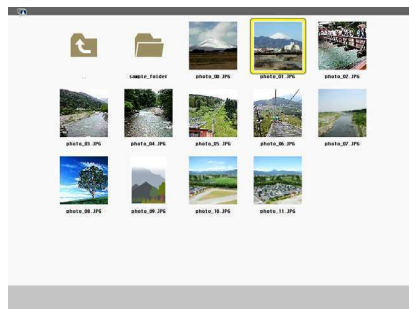 ..
sample_folder
photo_00.JPG
photo_01.JPG
photo_02.JPG
photo_03.JPG
photo_04.JPG
photo_05.JPG
photo_06.JPG
photo_07.JPG
photo_08.JPG
photo_09.JPG
photo_10.JPG
photo_11.JPG